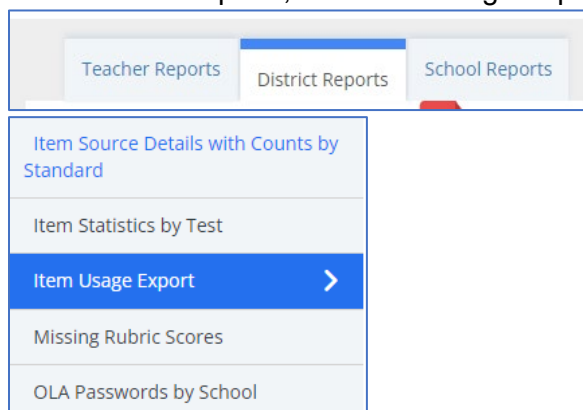 Teacher Reports District Reports School Reports
Item Source Details with Counts by
Standard
Item Statistics by Test
Item Usage Export
Missing Rubric Scores
OLA Passwords by School